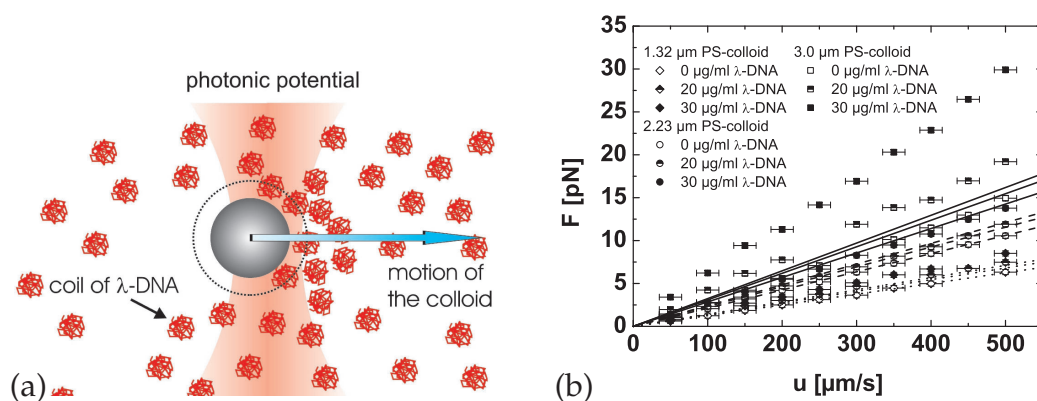 photonic potential
coil of λ-DNA
motion of
the colloid
(a)
(b)
F [pN]
35
30
25
20
15
10
5
0
1.32 µm PS-colloid
0 µg/ml λ-DNA
20 µg/ml λ-DNA
30 µg/ml λ-DNA
2.23 µm PS-colloid
0 µg/ml λ-DNA
20 µg/ml λ-DNA
30 µg/ml λ-DNA
3.0 µm PS-colloid
0 µg/ml λ-DNA
20 µg/ml λ-DNA
30 µg/ml λ-DNA
0 100 200 300 400 500
u [µm/s]